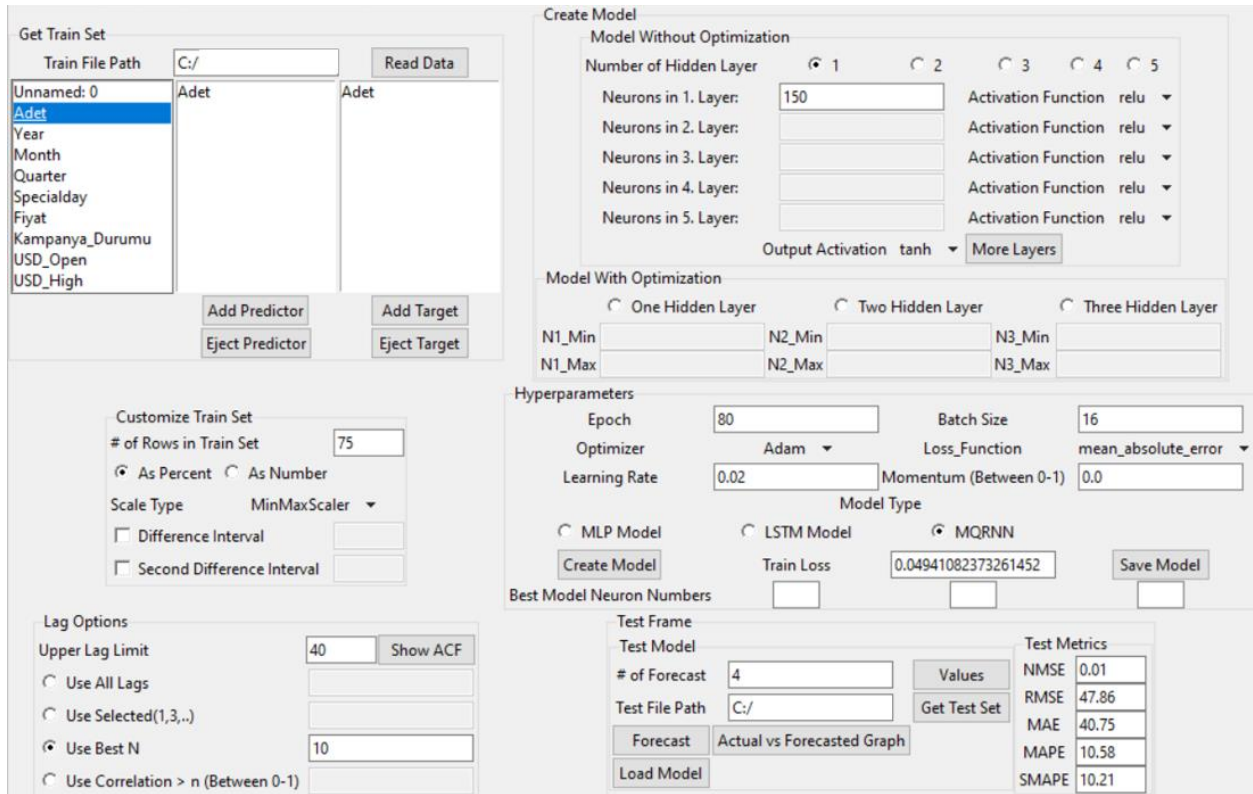 Get Train Set
Train File Path C:/ Read Data
Unnamed: 0
Adet
Year
Month
Quarter
Specialday
Fiyat
Kampanya_Durumu
USD_Open
USD_High
Adet
Adet
Add Predictor Add Target
Eject Predictor Eject Target
Create Model
Model Without Optimization
Number of Hidden Layer 1 2 3 4 5
Neurons in 1. Layer: 150 Activation Function relu
Neurons in 2. Layer: Activation Function relu
Neurons in 3. Layer: Activation Function relu
Neurons in 4. Layer: Activation Function relu
Neurons in 5. Layer: Activation Function relu
Output Activation tanh More Layers
Model With Optimization
One Hidden Layer Two Hidden Layer Three Hidden Layer
N1_Min N2_Min N3_Min
N1_Max N2_Max N3_Max
Customize Train Set
# of Rows in Train Set 75
As Percent As Number
Scale Type MinMaxScaler
Difference Interval
Second Difference Interval
Hyperparameters
Epoch 80 Batch Size 16
Optimizer Adam Loss_Function mean_absolute_error
Learning Rate 0.02 Momentum (Between 0-1) 0.0
Model Type
MLP Model LSTM Model MQRNN
Create Model Train Loss 0.04941082373261452 Save Model
Best Model Neuron Numbers
Lag Options
Upper Lag Limit 40 Show ACF
Use All Lags
Use Selected(1,3,..)
Use Best N 10
Use Correlation > n (Between 0-1)
Test Frame
Test Model
# of Forecast 4 Values
Test File Path C:/ Get Test Set
Forecast Actual vs Forecasted Graph
Load Model
Test Metrics
NMSE 0.01
RMSE 47.86
MAE 40.75
MAPE 10.58
SMAPE 10.21